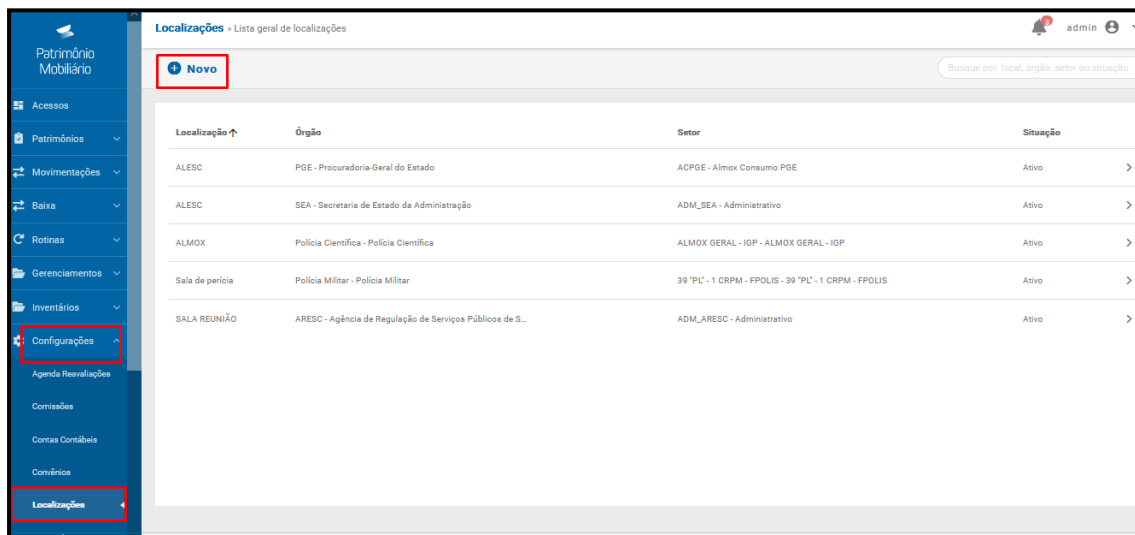 Patrimônio
Mobiliário
Acessos
Patrimônios
Movimentações
Baixa
Rotinas
Gerenciamentos
Inventários
Configurações
Agenda Reavaliações
Comissões
Contas Contábeis
Convênios
Localizações
Localizações » Lista geral de localizações
3 admin
Novo
Busque por: local, órgão, setor ou situação
Localização Órgão Setor Situação
ALESC PGE - Procuradoria-Geral do Estado ACPGE - Almox Consumo PGE Ativo
ALESC SEA - Secretaria de Estado da Administração ADM_SEA - Administrativo Ativo
ALMOX Polícia Científica - Polícia Científica ALMOX GERAL - IGP - ALMOX GERAL - IGP Ativo
Sala de perícia Polícia Militar - Polícia Militar 39 "PL" - 1 CRPM - FPOLIS - 39 "PL" - 1 CRPM - FPOLIS Ativo
SALA REUNIÃO ARESC - Agência de Regulação de Serviços Públicos de S... ADM_ARESC - Administrativo Ativo